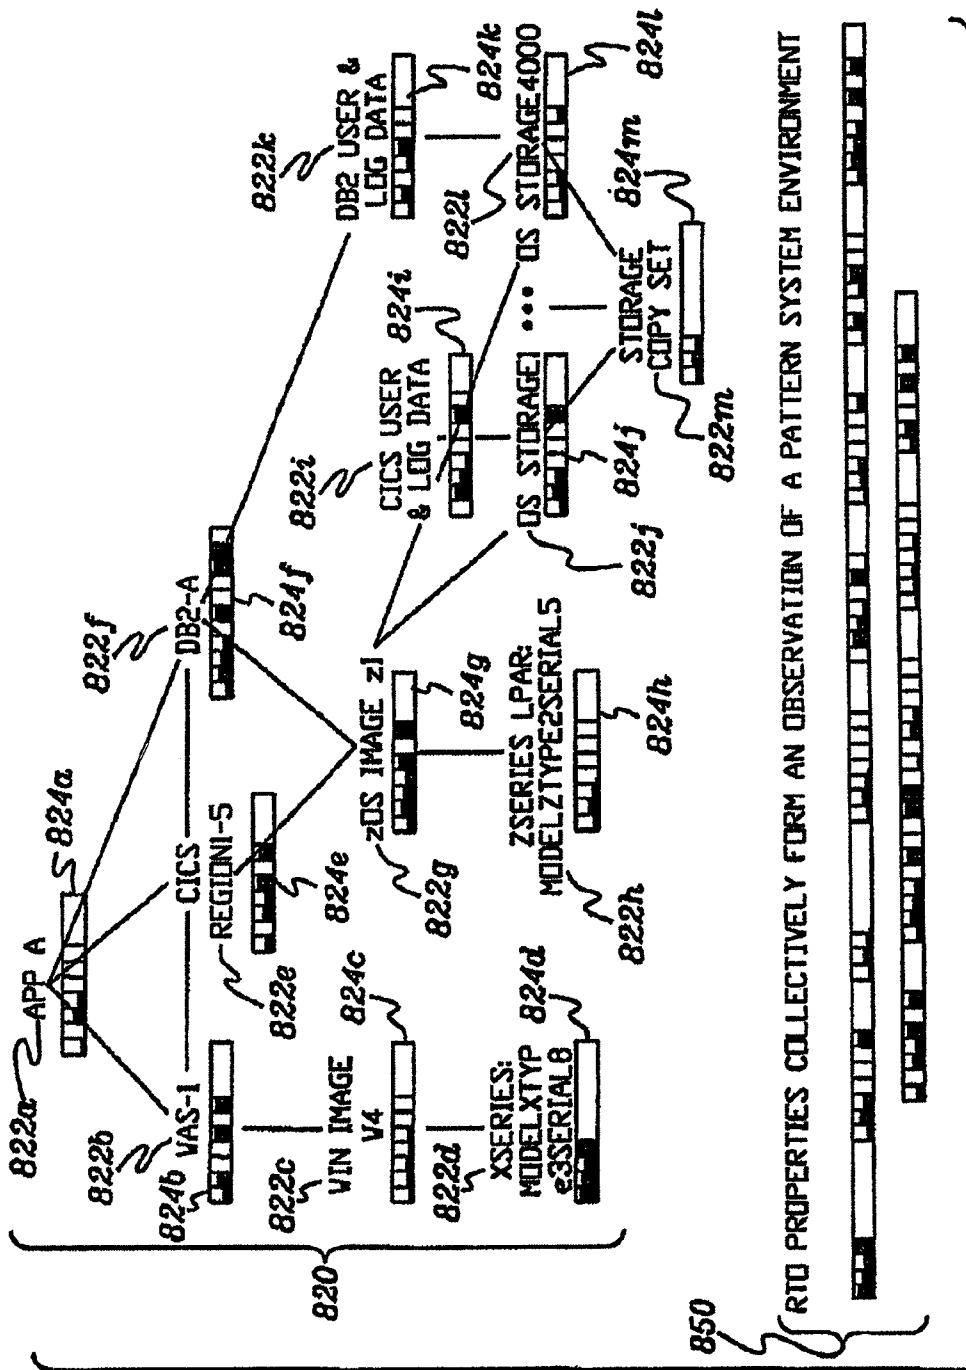 822a
APP A
824a
822b
WAS-1
824b
CICS
822e
REGION1-5
824e
822f
DB2-A
824f
822c
WIN IMAGE
V4
824c
822d
XSERIES:
MODELXTYP
e3SERIAL8
824d
822g
zOS IMAGE z1
824g
822h
ZSERIES LPAR:
MODELZTYPE2SERIAL5
824h
822i
CICS USER
& LOG DATA
824i
822k
DB2 USER &
LOG DATA
824k
822j
OS STORAGE1
824j
...
822l
OS STORAGE4000
824l
STORAGE
COPY SET
822m
824m
820
850
RTO PROPERTIES COLLECTIVELY FORM AN OBSERVATION OF A PATTERN SYSTEM ENVIRONMENT